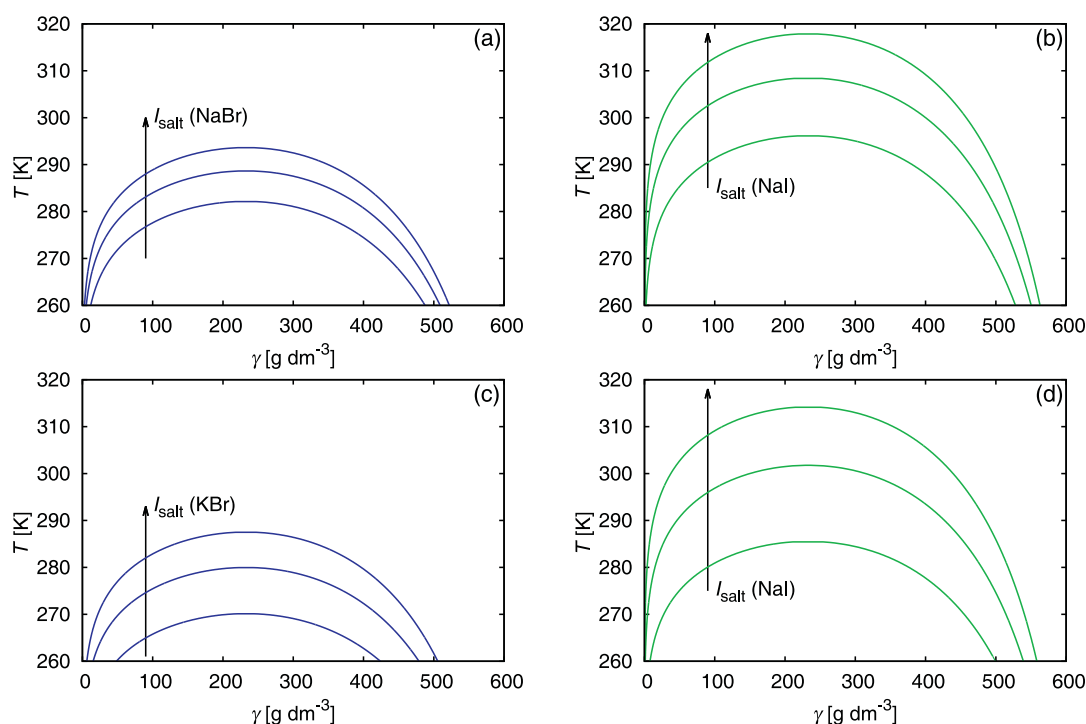 (a)
320
310
300
290
280
270
260
T [K]
I_salt (NaBr)
0 100 200 300 400 500 600
γ [g dm⁻³]
(b)
320
310
300
290
280
270
260
T [K]
I_salt (NaI)
0 100 200 300 400 500 600
γ [g dm⁻³]
(c)
320
310
300
290
280
270
260
T [K]
I_salt (KBr)
0 100 200 300 400 500 600
γ [g dm⁻³]
(d)
320
310
300
290
280
270
260
T [K]
I_salt (NaI)
0 100 200 300 400 500 600
γ [g dm⁻³]